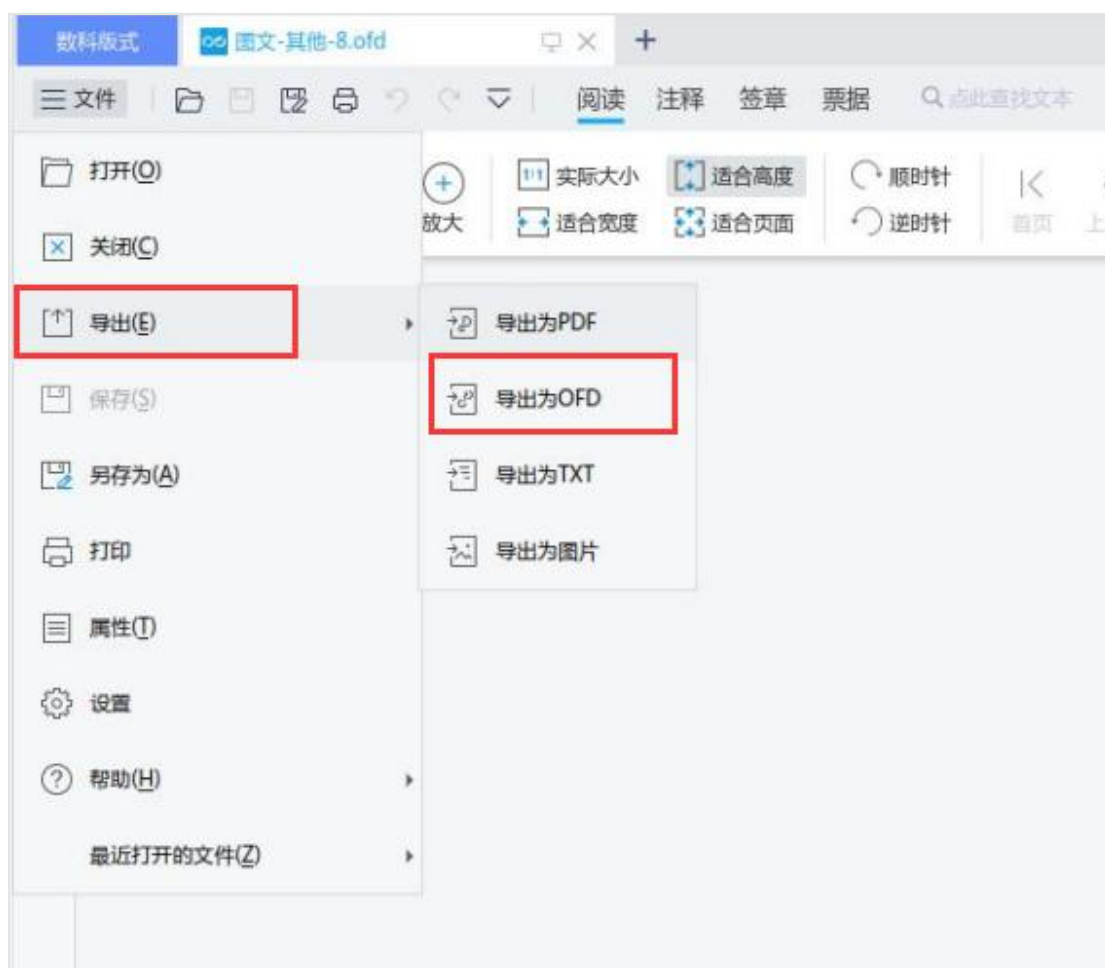 数科版式 图文-其他-8.ofd
文件 阅读 注释 签章 票据 点此查找文本
打开(O)
关闭(C)
导出(E)
保存(S)
另存为(A)
打印
属性(T)
设置
帮助(H)
最近打开的文件(Z)
放大 1:1 实际大小 适合高度 顺时针
适合宽度 适合页面 逆时针 首页 上
导出为PDF
导出为OFD
导出为TXT
导出为图片